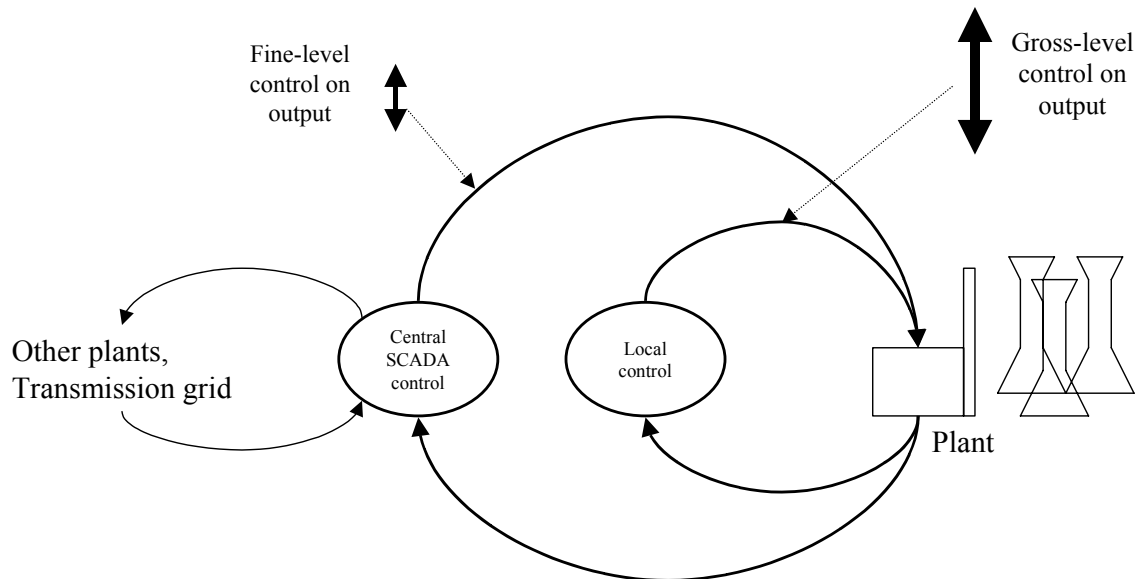 Fine-level
control on
output
Gross-level
control on
output
Other plants,
Transmission grid
Central
SCADA
control
Local
control
Plant